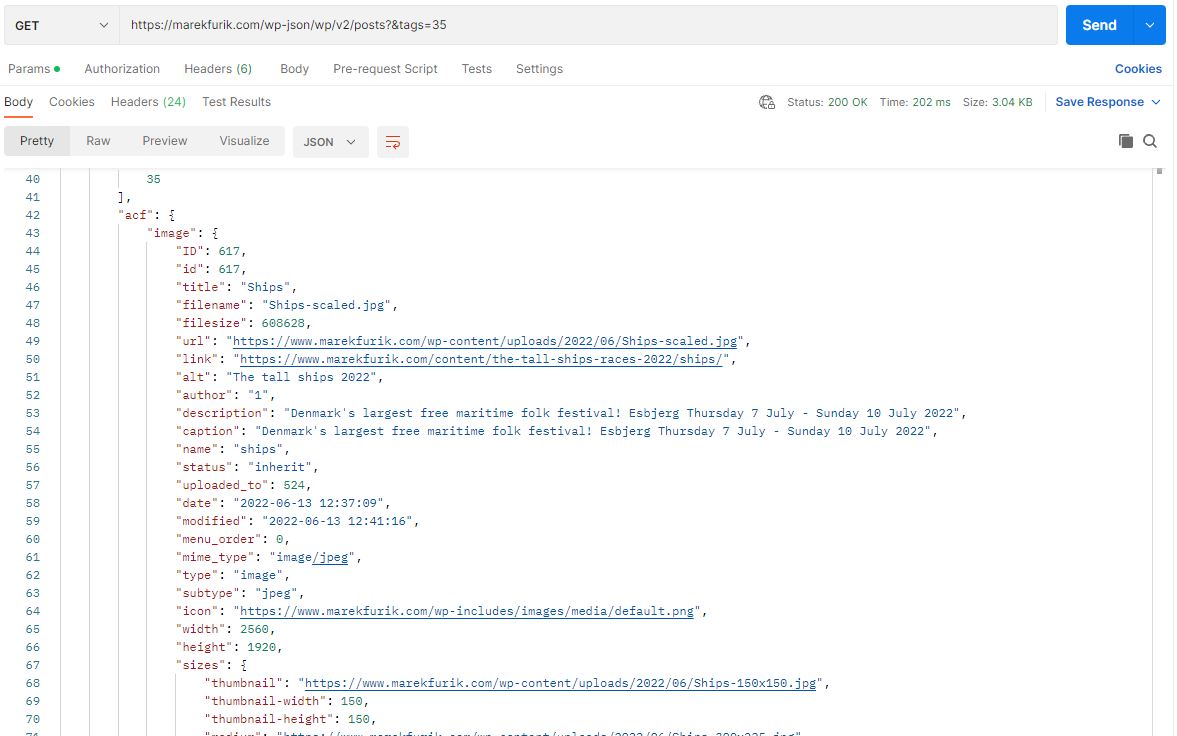 GET https://marekfurik.com/wp-json/wp/v2/posts?&tags=35 Send
Params Authorization Headers (6) Body Pre-request Script Tests Settings Cookies
Body Cookies Headers (24) Test Results Status: 200 OK Time: 202 ms Size: 3.04 KB Save Response
Pretty Raw Preview Visualize JSON
40 35
41 ],
42 "acf": {
43 "image": {
44 "ID": 617,
45 "id": 617,
46 "title": "Ships",
47 "filename": "Ships-scaled.jpg",
48 "filesize": 608628,
49 "url": "https://www.marekfurik.com/wp-content/uploads/2022/06/Ships-scaled.jpg",
50 "link": "https://www.marekfurik.com/content/the-tall-ships-races-2022/ships/",
51 "alt": "The tall ships 2022",
52 "author": "1",
53 "description": "Denmark's largest free maritime folk festival! Esbjerg Thursday 7 July - Sunday 10 July 2022",
54 "caption": "Denmark's largest free maritime folk festival! Esbjerg Thursday 7 July - Sunday 10 July 2022",
55 "name": "ships",
56 "status": "inherit",
57 "uploaded_to": 524,
58 "date": "2022-06-13 12:37:09",
59 "modified": "2022-06-13 12:41:16",
60 "menu_order": 0,
61 "mime_type": "image/jpeg",
62 "type": "image",
63 "subtype": "jpeg",
64 "icon": "https://www.marekfurik.com/wp-includes/images/media/default.png",
65 "width": 2560,
66 "height": 1920,
67 "sizes": {
68 "thumbnail": "https://www.marekfurik.com/wp-content/uploads/2022/06/Ships-150x150.jpg",
69 "thumbnail-width": 150,
70 "thumbnail-height": 150,